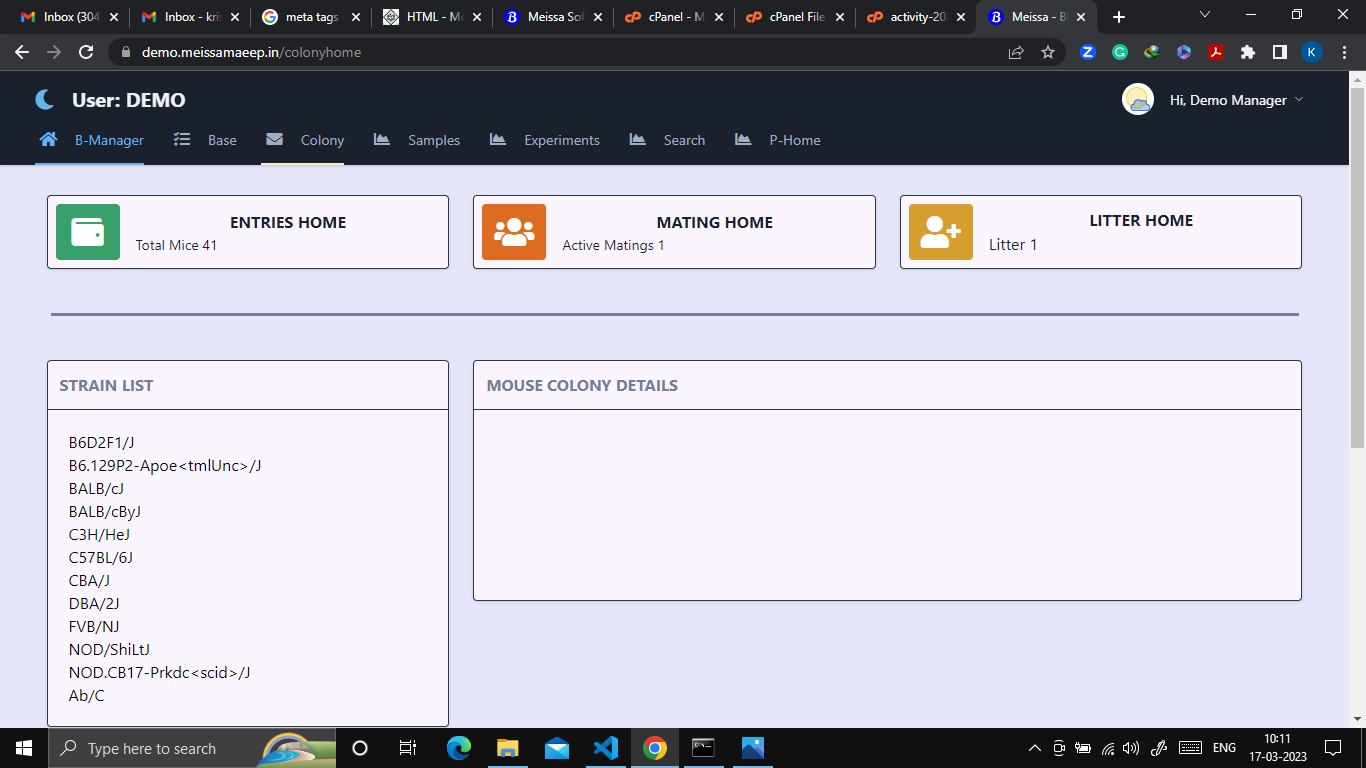 Inbox (304
Inbox - kris
meta tags
HTML - Me
Meissa Sof
cPanel - M
cPanel File
activity-202
Meissa - B
demo.meissamaeep.in/colonyhome
K
User: DEMO
Hi, Demo Manager
B-Manager
Base
Colony
Samples
Experiments
Search
P-Home
ENTRIES HOME
Total Mice 41
MATING HOME
Active Matings 1
LITTER HOME
Litter 1
STRAIN LIST
B6D2F1/J
B6.129P2-Apoe<tmlUnc>/J
BALB/cJ
BALB/cByJ
C3H/HeJ
C57BL/6J
CBA/J
DBA/2J
FVB/NJ
NOD/ShiLtJ
NOD.CB17-Prkdc<scid>/J
Ab/C
MOUSE COLONY DETAILS
Type here to search
ENG
10:11
17-03-2023